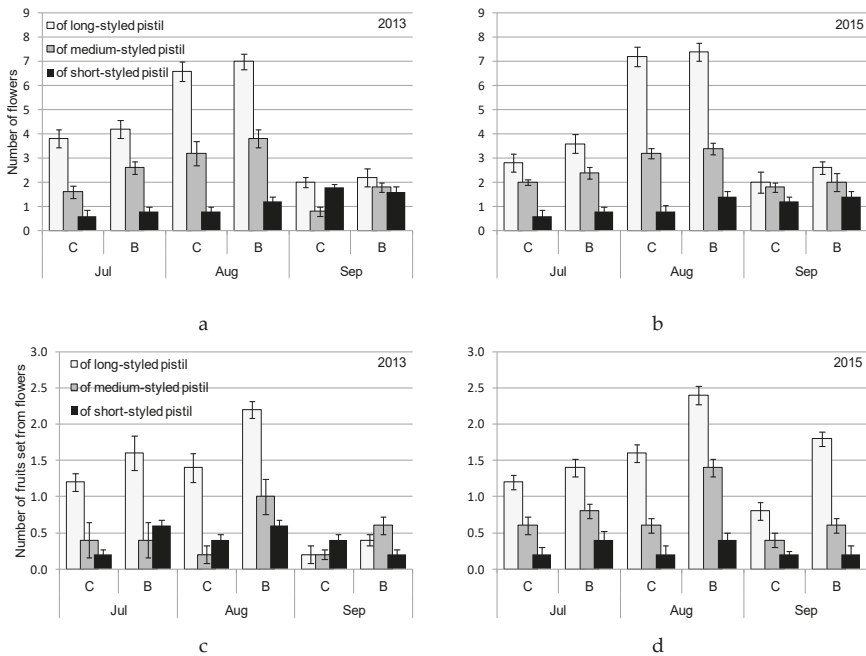 9
8
7
6
5
4
3
2
1
0
Number of flowers
of long-styled pistil
of medium-styled pistil
of short-styled pistil
2013
C B C B C B
Jul Aug Sep
a
9
8
7
6
5
4
3
2
1
0
2015
C B C B C B
Jul Aug Sep
b
3.0
2.5
2.0
1.5
1.0
0.5
0.0
Number of fruits set from flowers
of long-styled pistil
of medium-styled pistil
of short-styled pistil
2013
C B C B C B
Jul Aug Sep
c
3.0
2.5
2.0
1.5
1.0
0.5
0.0
2015
C B C B C B
Jul Aug Sep
d